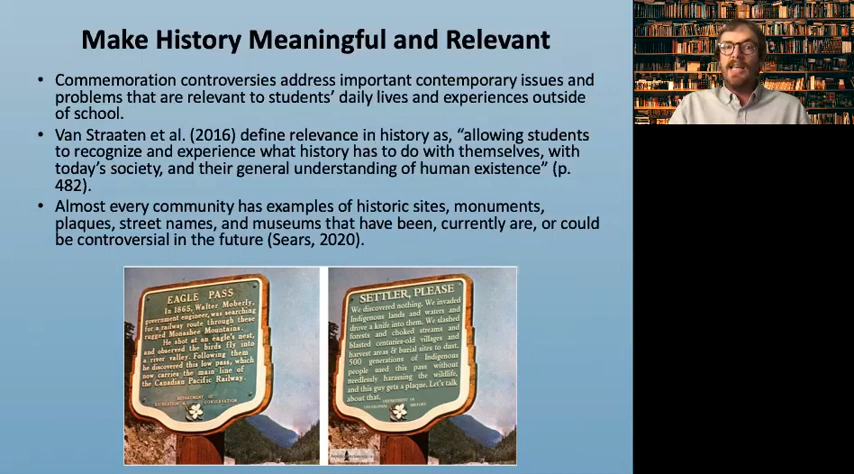 Make History Meaningful and Relevant
• Commemoration controversies address important contemporary issues and
problems that are relevant to students' daily lives and experiences outside
of school.
• Van Straaten et al. (2016) define relevance in history as, "allowing students
to recognize and experience what history has to do with themselves, with
today's society, and their general understanding of human existence" (p.
482).
• Almost every community has examples of historic sites, monuments,
plaques, street names, and museums that have been, currently are, or could
be controversial in the future (Sears, 2020).
EAGLE PASS
In 1865, Walter Moberly,
government engineer, was searching
for a railway route through these
rugged Monashee Mountains.
He shot at an eagle's nest,
and observed the birds fly into
a river valley. Following them
he discovered this low pass, which
now carries the main line of
the Canadian Pacific Railway.
DEPARTMENT OF
RECREATION & CONSERVATION
SETTLER, PLEASE
We discovered nothing. We invaded
Indigenous lands and waters and
drove a knife into them. We slashed
forests and choked streams and
blasted centuries-old villages and
harvest areas & burial sites to dust.
500 generations of Indigenous
people used this pass without
needlessly harassing the wildlife,
and this guy gets a plaque. Let's talk
about that.
DEPARTMENT OF
HISTORY